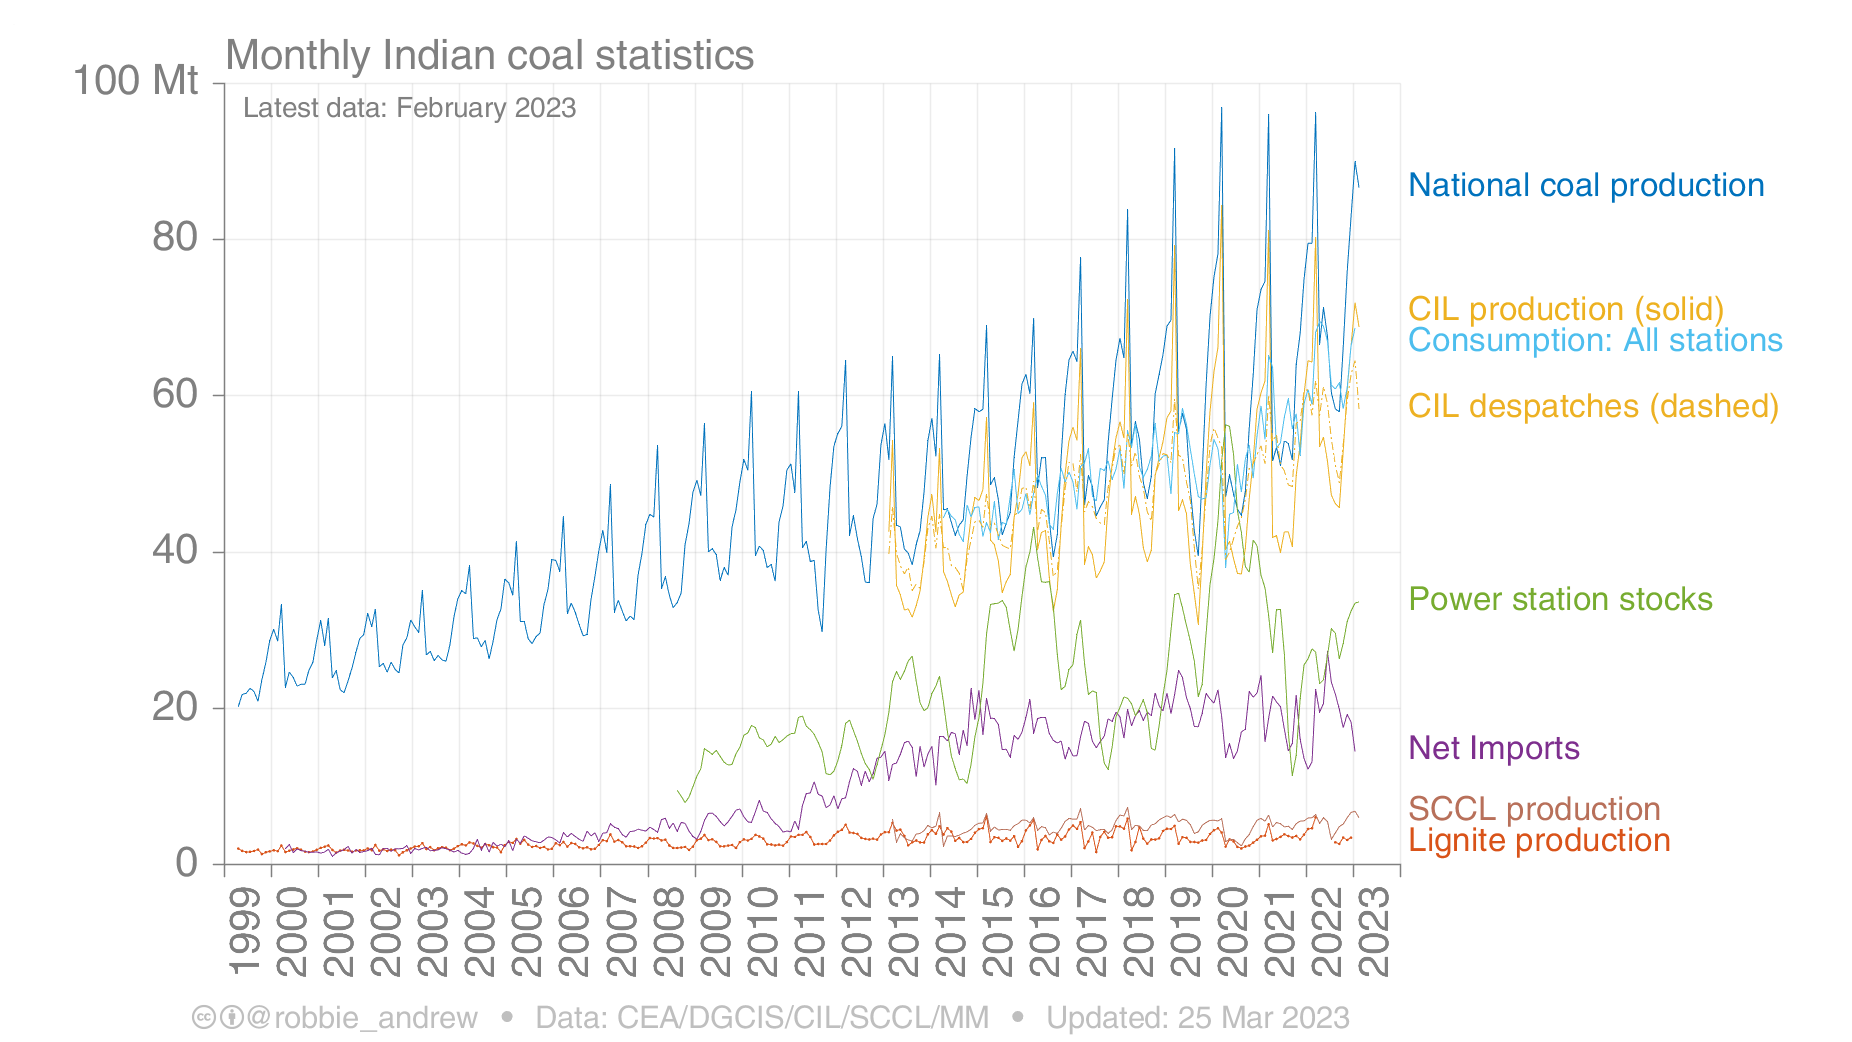 Monthly Indian coal statistics
100 Mt
Latest data: February 2023
80
60
40
20
0
National coal production
CIL production (solid)
Consumption: All stations
CIL despatches (dashed)
Power station stocks
Net Imports
SCCL production
Lignite production
1999 2000 2001 2002 2003 2004 2005 2006 2007 2008 2009 2010 2011 2012 2013 2014 2015 2016 2017 2018 2019 2020 2021 2022 2023
cc @robbie_andrew • Data: CEA/DGCIS/CIL/SCCL/MM • Updated: 25 Mar 2023